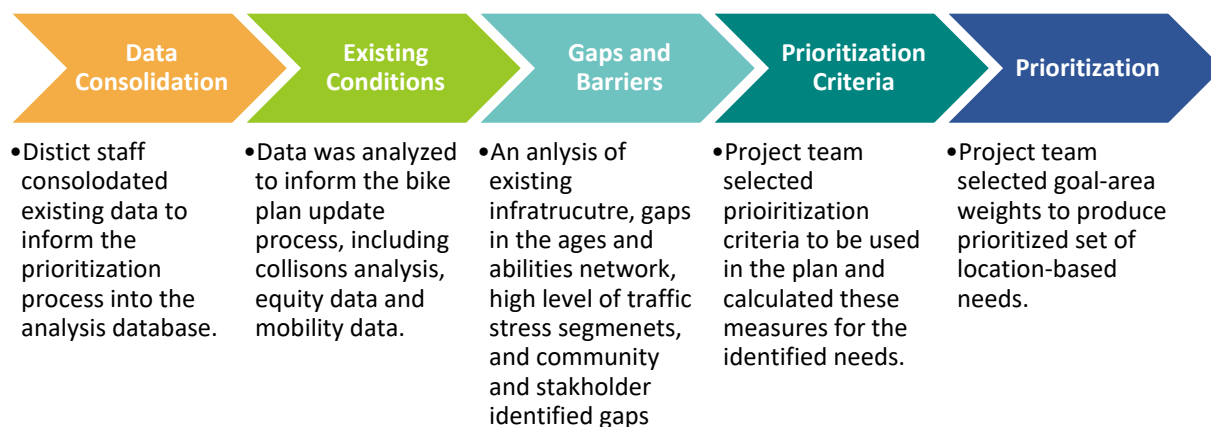 Data
Consolidation
Existing
Conditions
Gaps and
Barriers
Prioritization
Criteria
Prioritization
•Distict staff
consolodated
existing data to
inform the
prioritization
process into the
analysis database.
•Data was analyzed
to inform the bike
plan update
process, including
collisons analysis,
equity data and
mobility data.
•An anlysis of
existing
infratrucutre, gaps
in the ages and
abilities network,
high level of traffic
stress segmenets,
and community
and stakholder
identified gaps
•Project team
selected
prioiritization
criteria to be used
in the plan and
calculated these
measures for the
identified needs.
•Project team
selected goal-area
weights to produce
prioritized set of
location-based
needs.